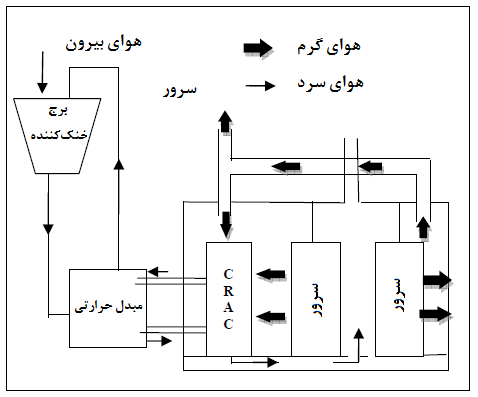 هوای بیرون
هوای گرم
هوای سرد
سرور
برج
خنک‌کننده
مبدل حرارتی
C
R
A
C
سرور
سرور